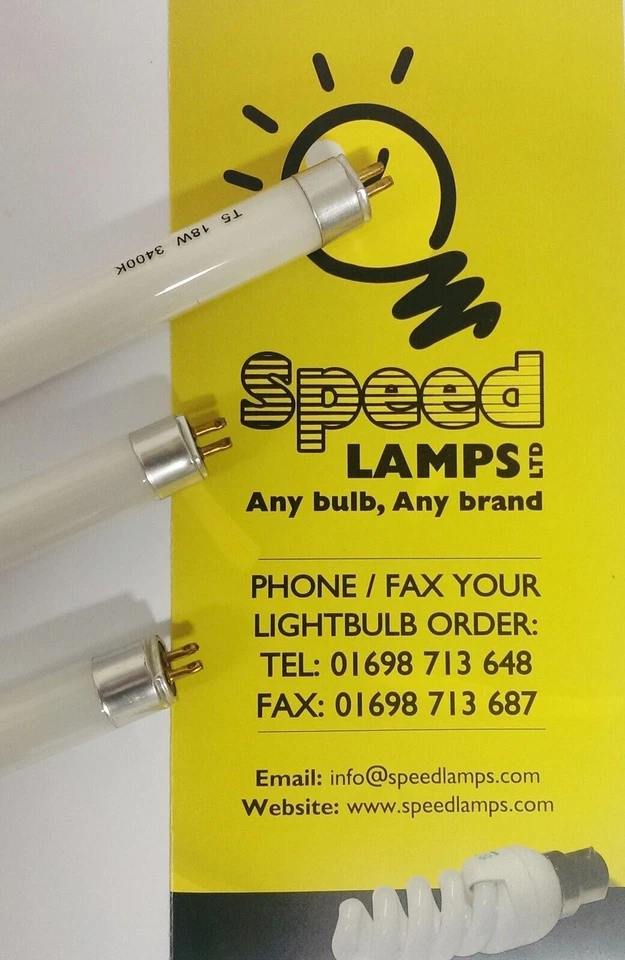 T5 18W 3400K
Speed
LAMPS LTD
Any bulb, Any brand
PHONE / FAX YOUR
LIGHTBULB ORDER:
TEL: 01698 713 648
FAX: 01698 713 687
Email: info@speedlamps.com
Website: www.speedlamps.com